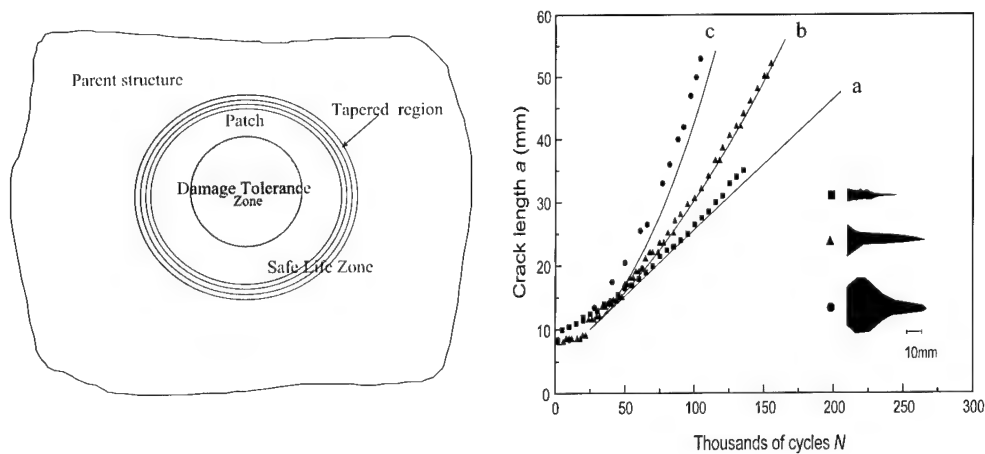 Parent structure
Tapered region
Patch
Damage Tolerance
Zone
Safe Life Zone
Crack length a (mm)
60
50
40
30
20
10
0
0 50 100 150 200 250 300
Thousands of cycles N
c
b
a
10mm